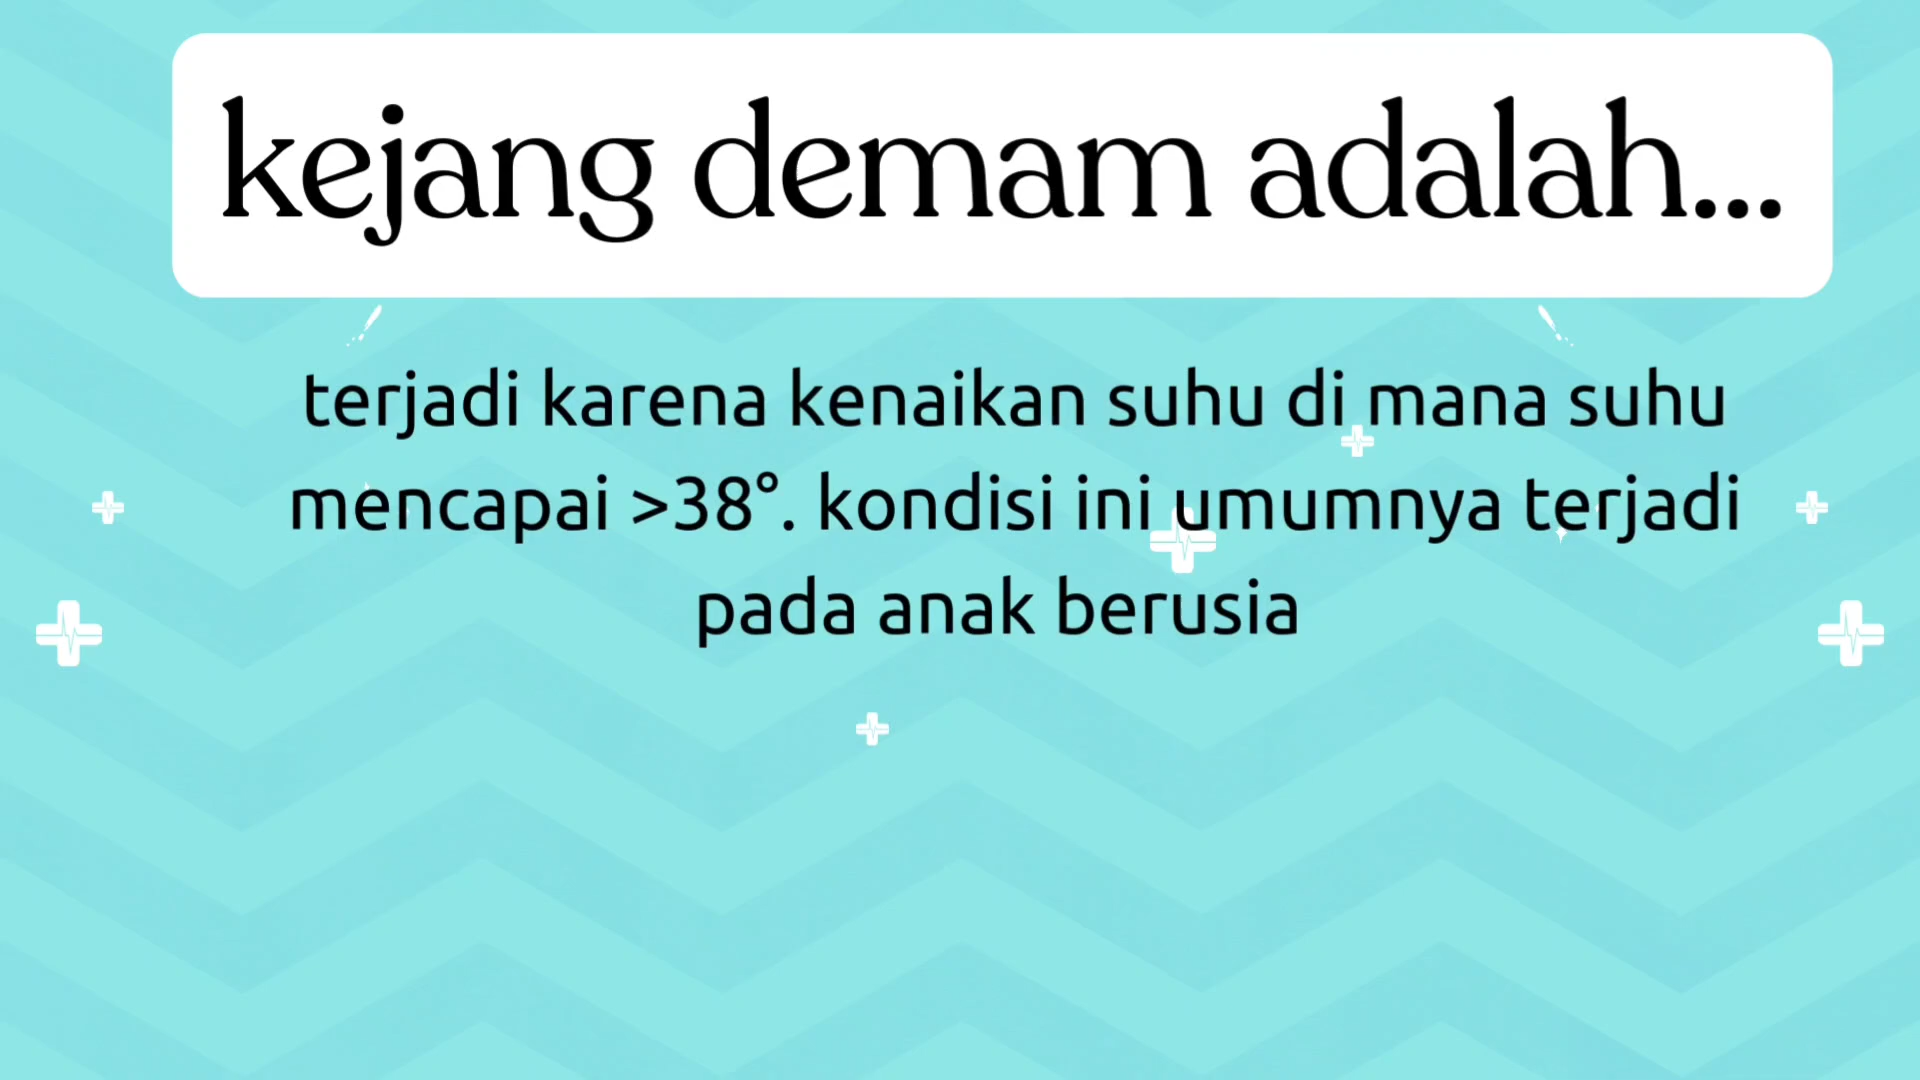 kejang demam adalah...
terjadi karena kenaikan suhu di mana suhu
mencapai >38°. kondisi ini umumnya terjadi
pada anak berusia